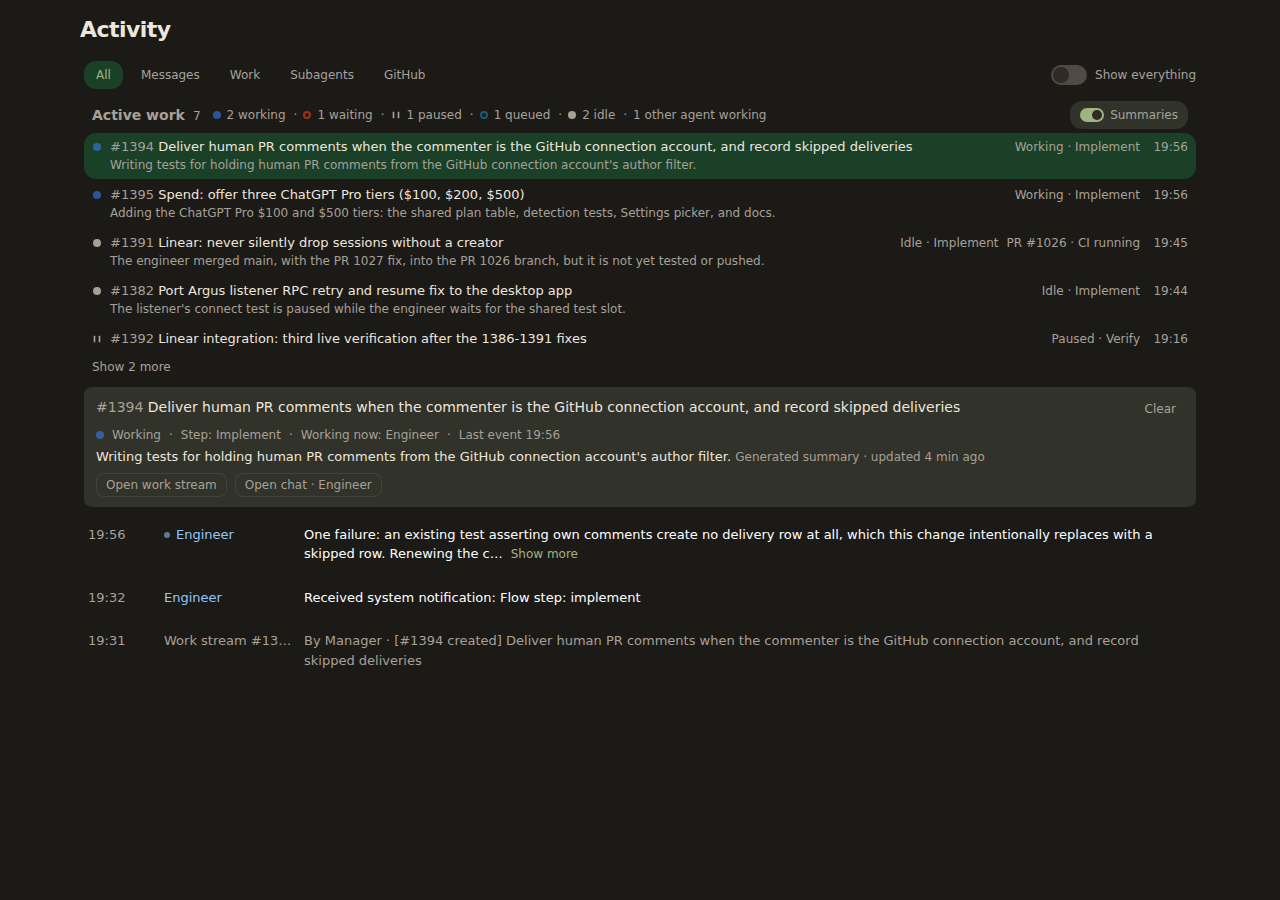 Activity
All Messages Work Subagents GitHub Show everything
Active work 7 2 working · 1 waiting · 1 paused · 1 queued · 2 idle · 1 other agent working Summaries
#1394 Deliver human PR comments when the commenter is the GitHub connection account, and record skipped deliveries Working · Implement 19:56
Writing tests for holding human PR comments from the GitHub connection account's author filter.
#1395 Spend: offer three ChatGPT Pro tiers ($100, $200, $500) Working · Implement 19:56
Adding the ChatGPT Pro $100 and $500 tiers: the shared plan table, detection tests, Settings picker, and docs.
#1391 Linear: never silently drop sessions without a creator Idle · Implement PR #1026 · CI running 19:45
The engineer merged main, with the PR 1027 fix, into the PR 1026 branch, but it is not yet tested or pushed.
#1382 Port Argus listener RPC retry and resume fix to the desktop app Idle · Implement 19:44
The listener's connect test is paused while the engineer waits for the shared test slot.
#1392 Linear integration: third live verification after the 1386-1391 fixes Paused · Verify 19:16
Show 2 more
#1394 Deliver human PR comments when the commenter is the GitHub connection account, and record skipped deliveries Clear
Working · Step: Implement · Working now: Engineer · Last event 19:56
Writing tests for holding human PR comments from the GitHub connection account's author filter. Generated summary · updated 4 min ago
Open work stream Open chat · Engineer
19:56 Engineer One failure: an existing test asserting own comments create no delivery row at all, which this change intentionally replaces with a
skipped row. Renewing the c… Show more
19:32 Engineer Received system notification: Flow step: implement
19:31 Work stream #13… By Manager · [#1394 created] Deliver human PR comments when the commenter is the GitHub connection account, and record
skipped deliveries